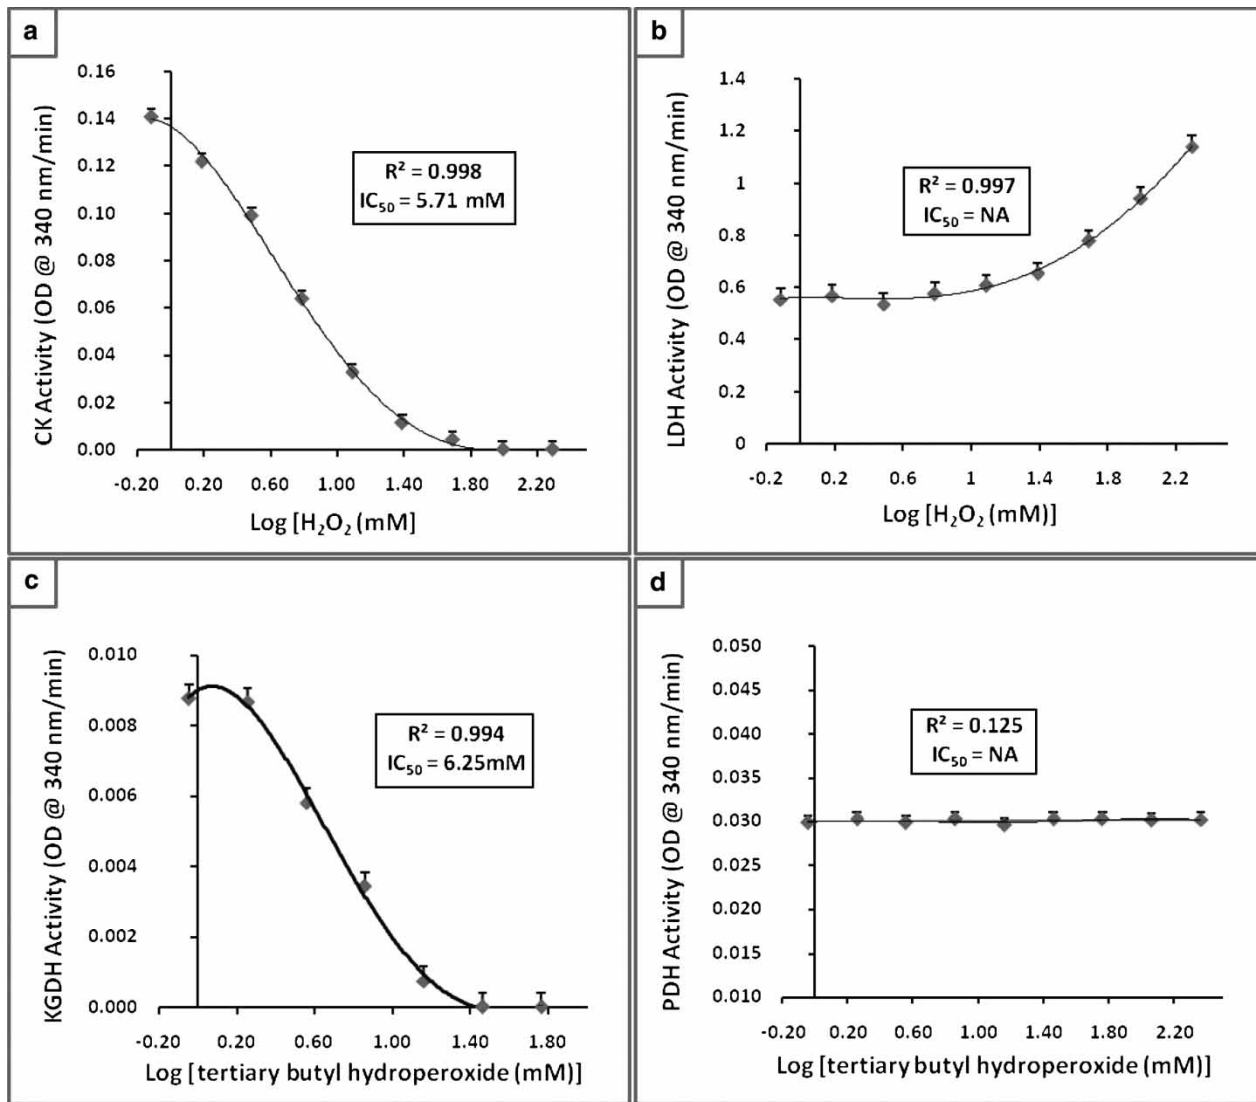 a
CK Activity (OD @ 340 nm/min)
0.16
0.14
0.12
0.10
0.08
0.06
0.04
0.02
0.00
R² = 0.998
IC₅₀ = 5.71 mM
-0.20 0.20 0.60 1.00 1.40 1.80 2.20
Log [H₂O₂ (mM]
b
LDH Activity (OD @ 340 nm/min)
1.4
1.2
1
0.8
0.6
0.4
0.2
0
R² = 0.997
IC₅₀ = NA
-0.2 0.2 0.6 1 1.4 1.8 2.2
Log [H₂O₂ (mM)]
c
KGDH Activity (OD @ 340 nm/min)
0.010
0.008
0.006
0.004
0.002
0.000
R² = 0.994
IC₅₀ = 6.25mM
-0.20 0.20 0.60 1.00 1.40 1.80
Log [tertiary butyl hydroperoxide (mM)]
d
PDH Activity (OD @ 340 nm/min)
0.050
0.045
0.040
0.035
0.030
0.025
0.020
0.015
0.010
R² = 0.125
IC₅₀ = NA
-0.20 0.20 0.60 1.00 1.40 1.80 2.20
Log [tertiary butyl hydroperoxide (mM)]